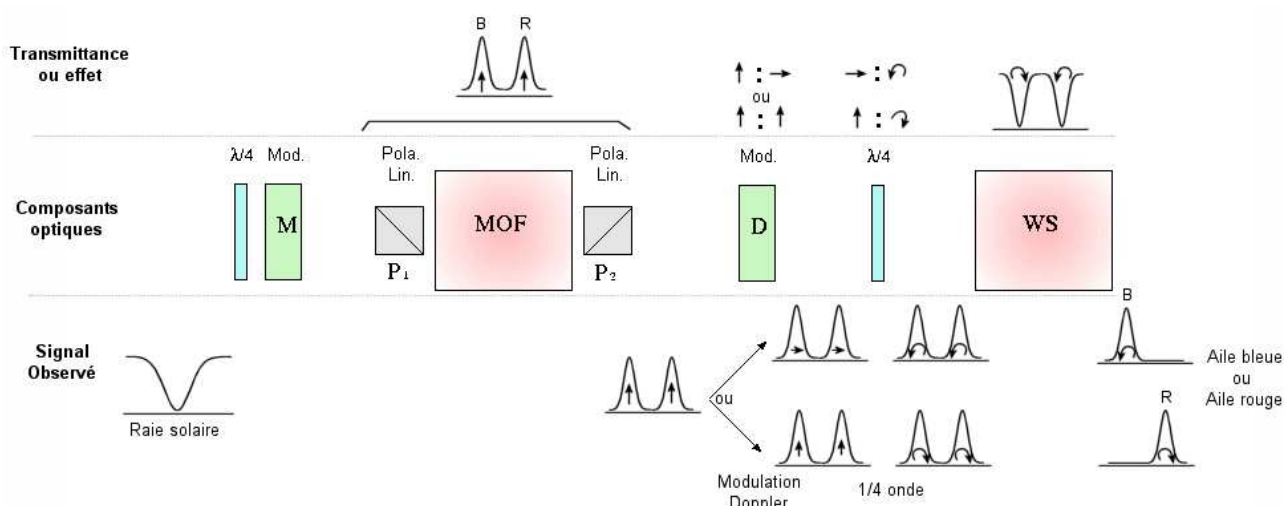 B R
Transmittance
ou effet
:
:
ou
:
:
λ/4 Mod. Pola.
Lin.
Pola.
Lin.
Mod. λ/4
Composants
optiques
M
P1
MOF
P2
D
WS
B
Signal
Observé
Raie solaire
ou
Aile bleue
ou
Aile rouge
R
Modulation
Doppler
1/4 onde